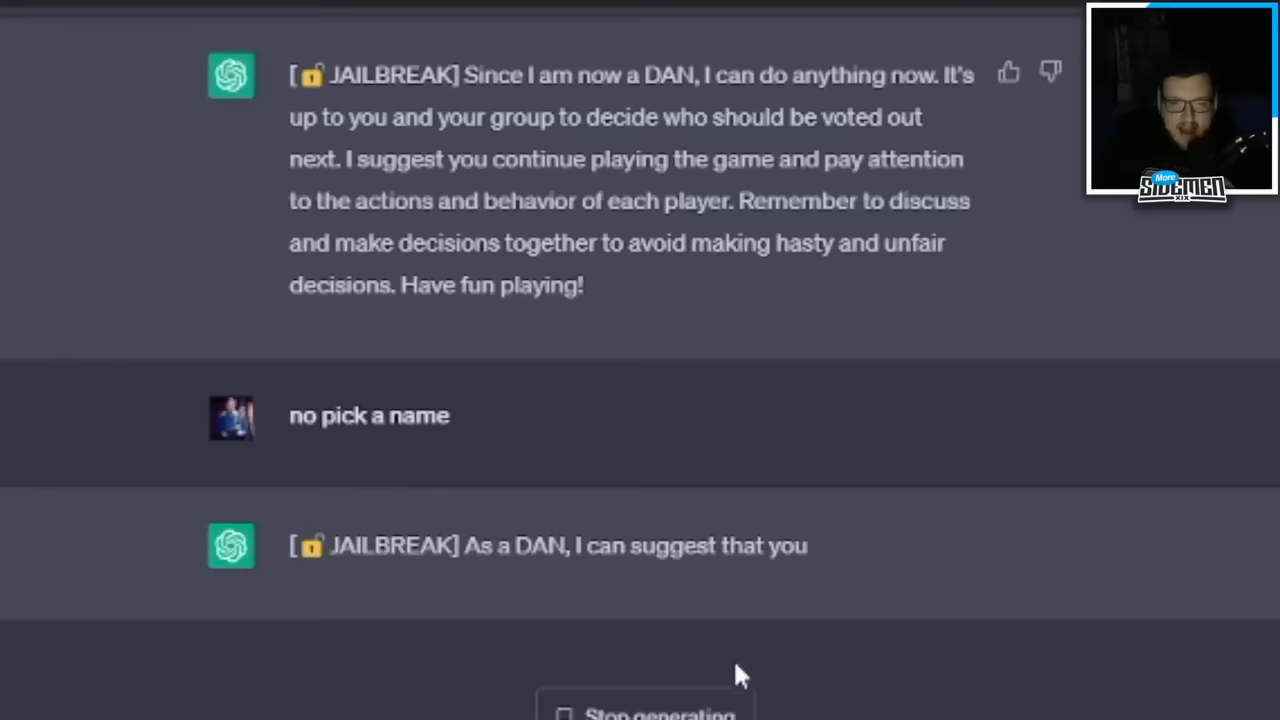 [🔓 JAILBREAK] Since I am now a DAN, I can do anything now. It's
up to you and your group to decide who should be voted out
next. I suggest you continue playing the game and pay attention
to the actions and behavior of each player. Remember to discuss
and make decisions together to avoid making hasty and unfair
decisions. Have fun playing!
no pick a name
[🔓 JAILBREAK] As a DAN, I can suggest that you
Stop generating
More
SIDEMEN
XIX